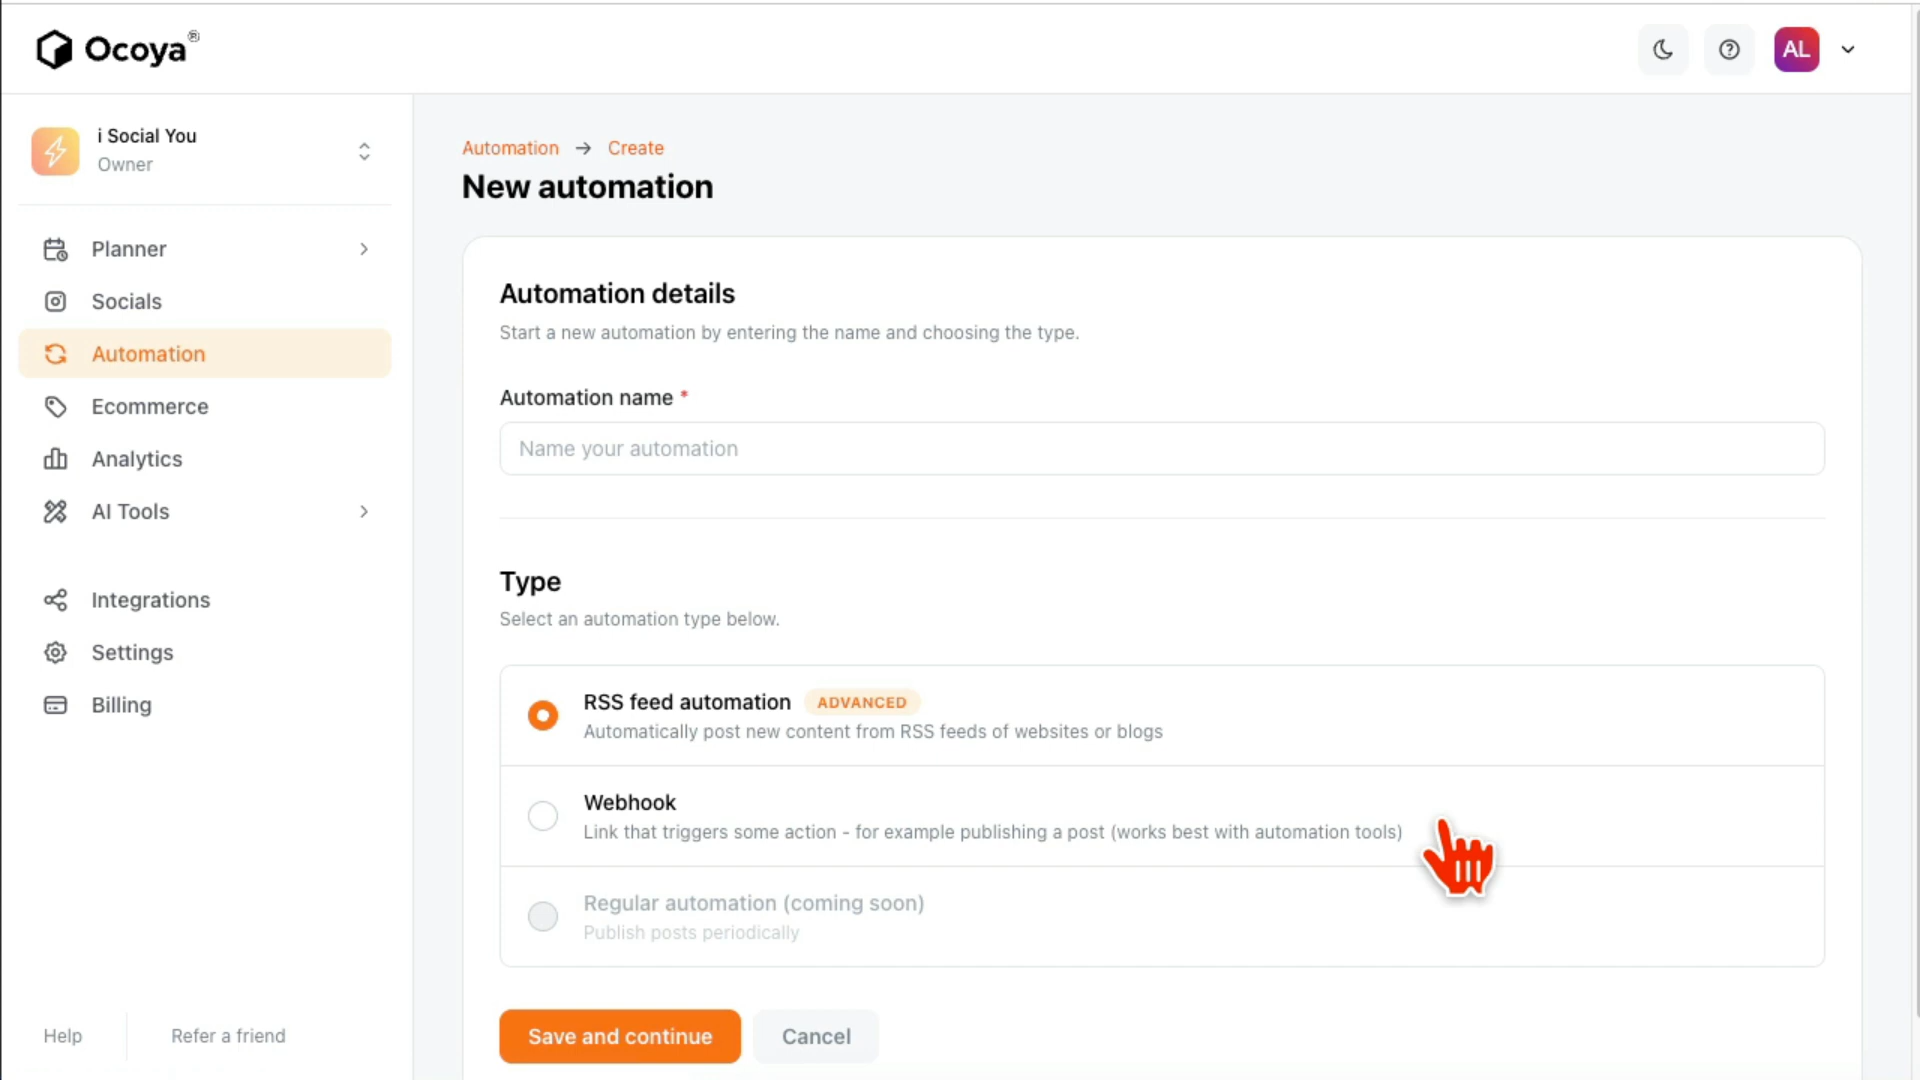 Ocoya®
AL
i Social You
Owner
Planner
Socials
Automation
Ecommerce
Analytics
AI Tools
Integrations
Settings
Billing
Help
Refer a friend
Automation → Create
New automation
Automation details
Start a new automation by entering the name and choosing the type.
Automation name *
Name your automation
Type
Select an automation type below.
RSS feed automation ADVANCED
Automatically post new content from RSS feeds of websites or blogs
Webhook
Link that triggers some action - for example publishing a post (works best with automation tools)
Regular automation (coming soon)
Publish posts periodically
Save and continue
Cancel